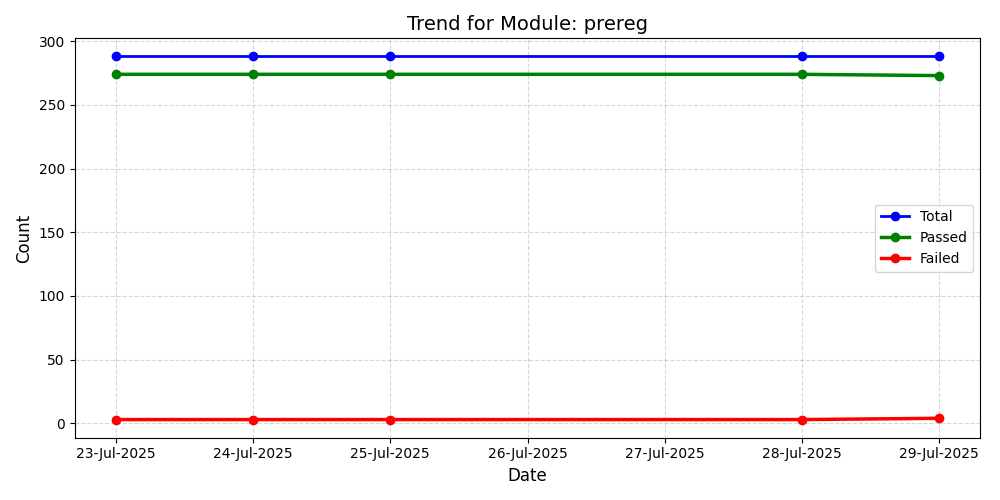 Trend for Module: prereg
300
250
200
150
100
50
0
Count
Total
Passed
Failed
23-Jul-2025
24-Jul-2025
25-Jul-2025
26-Jul-2025
27-Jul-2025
28-Jul-2025
29-Jul-2025
Date